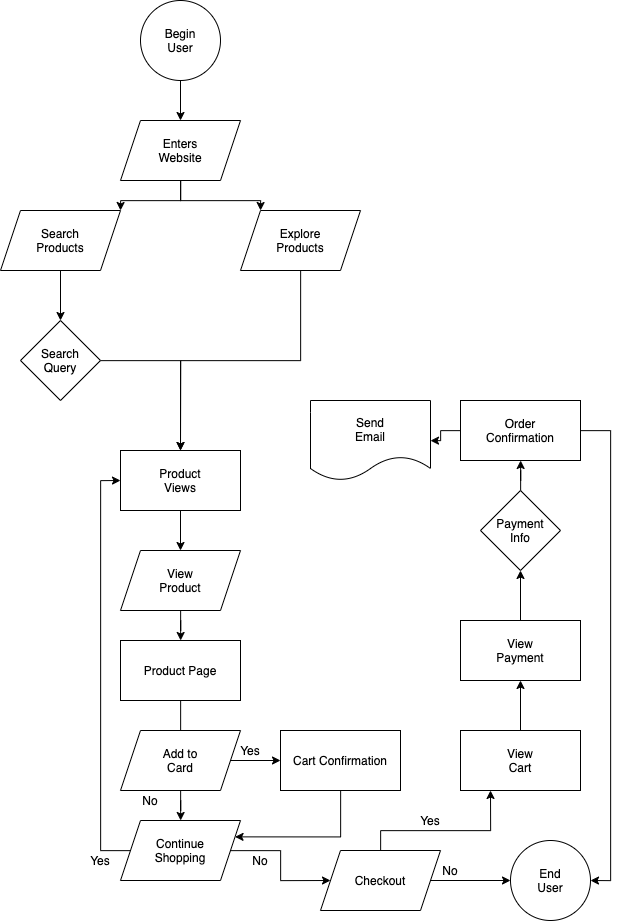 Begin
User
Enters
Website
Search
Products
Explore
Products
Search
Query
Send
Email
Order
Confirmation
Product
Views
Payment
Info
View
Product
View
Payment
Product Page
Add to
Card
Yes
Cart Confirmation
View
Cart
No
Continue
Shopping
Yes
No
Yes
Checkout
No
End
User